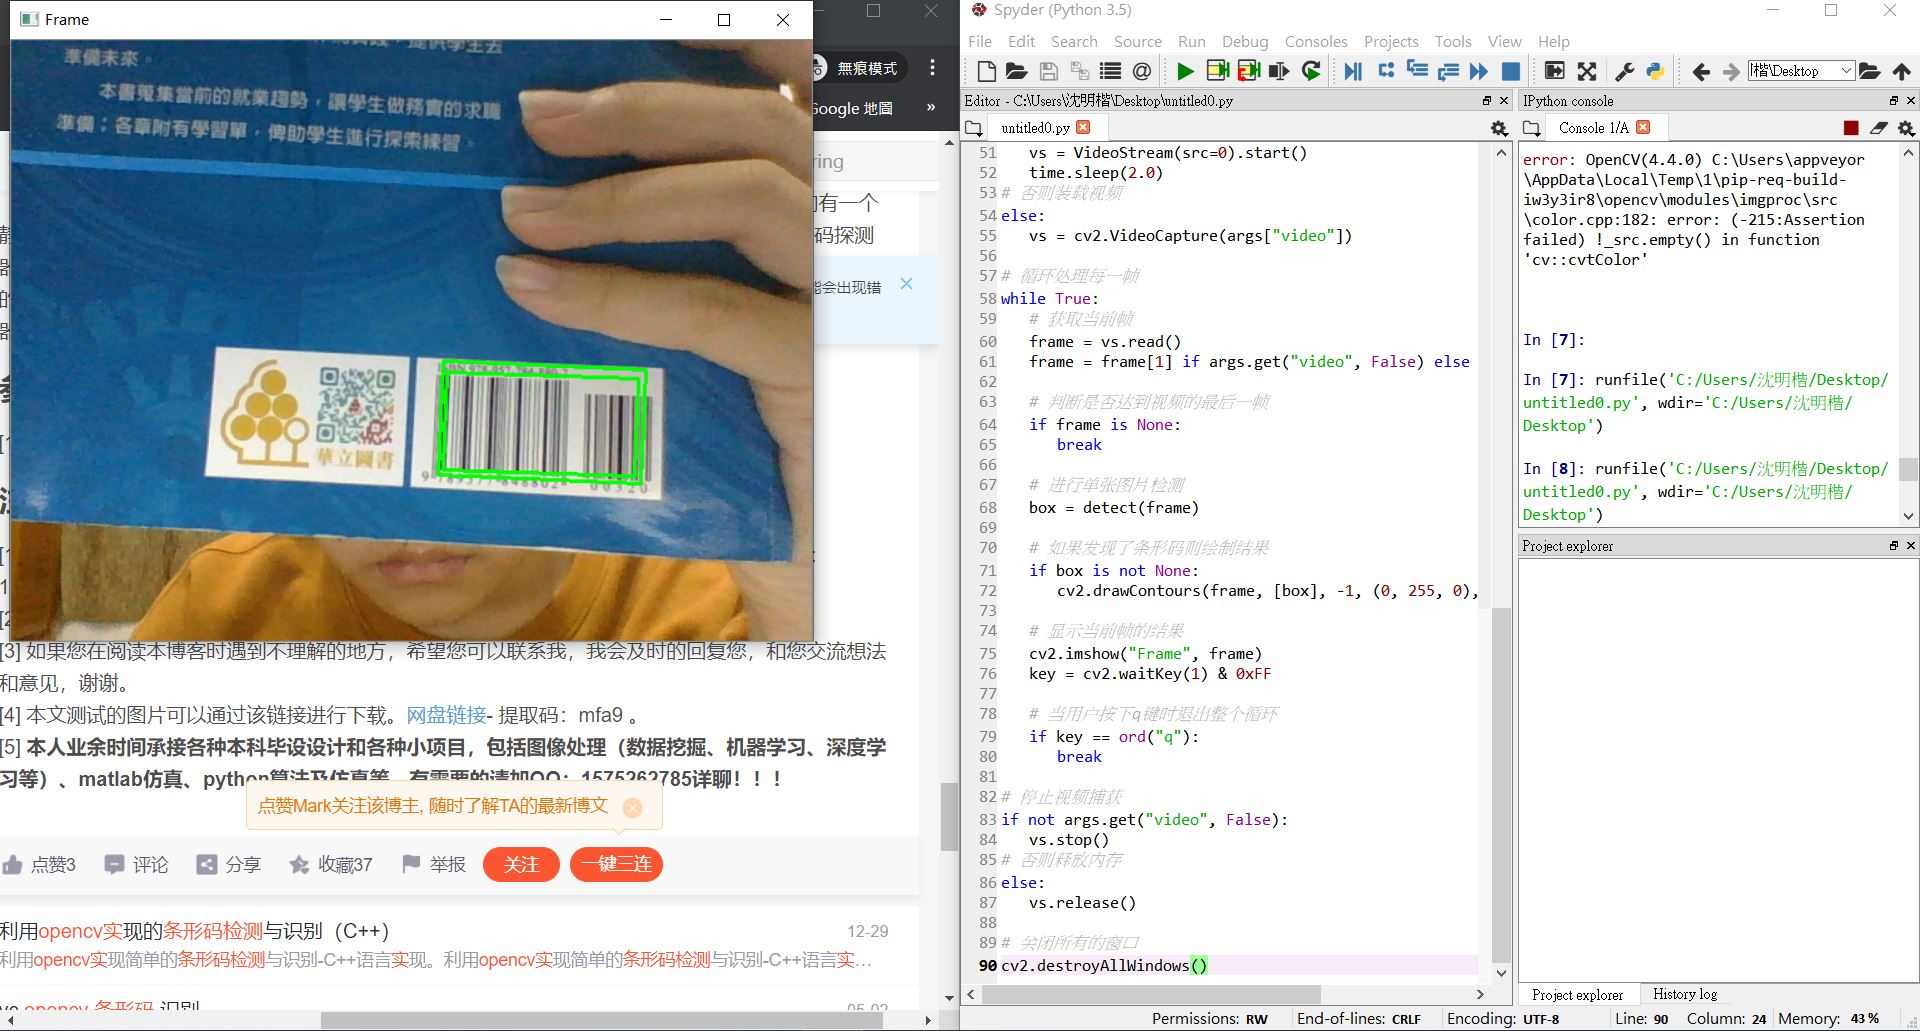 Frame
準備未來。
本書蒐集當前的就業趨勢，讓學生做務實的求職
準備；各章附有學習單，俾助學生進行探索練習。
華立圖書
00320
無痕模式
Google 地圖
»
ring
有一个
码探测
能会出现错
[3] 如果您在阅读本博客时遇到不理解的地方，希望您可以联系我，我会及时的回复您，和您交流想法
和意见，谢谢。
[4] 本文测试的图片可以通过该链接进行下载。网盘链接- 提取码：mfa9 。
[5] 本人业余时间承接各种本科毕设设计和各种小项目，包括图像处理（数据挖掘、机器学习、深度学
习等）、matlab仿真、python算法及仿真等，有需要的请加QQ：1575262785详聊！！！
点赞Mark关注该博主, 随时了解TA的最新博文
点赞3 评论 分享 收藏37 举报 关注 一键三连
利用opencv实现的条形码检测与识别（C++） 12-29
利用opencv实现简单的条形码检测与识别-C++语言实现。利用opencv实现简单的条形码检测与识别-C++语言实…
opencv 条形码 识别 05-02
Spyder (Python 3.5)
File Edit Search Source Run Debug Consoles Projects Tools View Help
楷\Desktop
Editor - C:\Users\沈明楷\Desktop\untitled0.py
untitled0.py
51 vs = VideoStream(src=0).start()
52 time.sleep(2.0)
53 # 否则装载视频
54 else:
55 vs = cv2.VideoCapture(args["video"])
56
57 # 循环处理每一帧
58 while True:
59 # 获取当前帧
60 frame = vs.read()
61 frame = frame[1] if args.get("video", False) else
62
63 # 判断是否达到视频的最后一帧
64 if frame is None:
65 break
66
67 # 进行单张图片检测
68 box = detect(frame)
69
70 # 如果发现了条形码则绘制结果
71 if box is not None:
72 cv2.drawContours(frame, [box], -1, (0, 255, 0),
73
74 # 显示当前帧的结果
75 cv2.imshow("Frame", frame)
76 key = cv2.waitKey(1) & 0xFF
77
78 # 当用户按下q键时退出整个循环
79 if key == ord("q"):
80 break
81
82 # 停止视频捕获
83 if not args.get("video", False):
84 vs.stop()
85 # 否则释放内存
86 else:
87 vs.release()
88
89 # 关闭所有的窗口
90 cv2.destroyAllWindows()
IPython console
Console 1/A
error: OpenCV(4.4.0) C:\Users\appveyor
\AppData\Local\Temp\1\pip-req-build-
iw3y3ir8\opencv\modules\imgproc\src
\color.cpp:182: error: (-215:Assertion
failed) !_src.empty() in function
'cv::cvtColor'
In [7]:
In [7]: runfile('C:/Users/沈明楷/Desktop/
untitled0.py', wdir='C:/Users/沈明楷/
Desktop')
In [8]: runfile('C:/Users/沈明楷/Desktop/
untitled0.py', wdir='C:/Users/沈明楷/
Desktop')
Project explorer
Project explorer History log
Permissions: RW End-of-lines: CRLF Encoding: UTF-8 Line: 90 Column: 24 Memory: 43 %